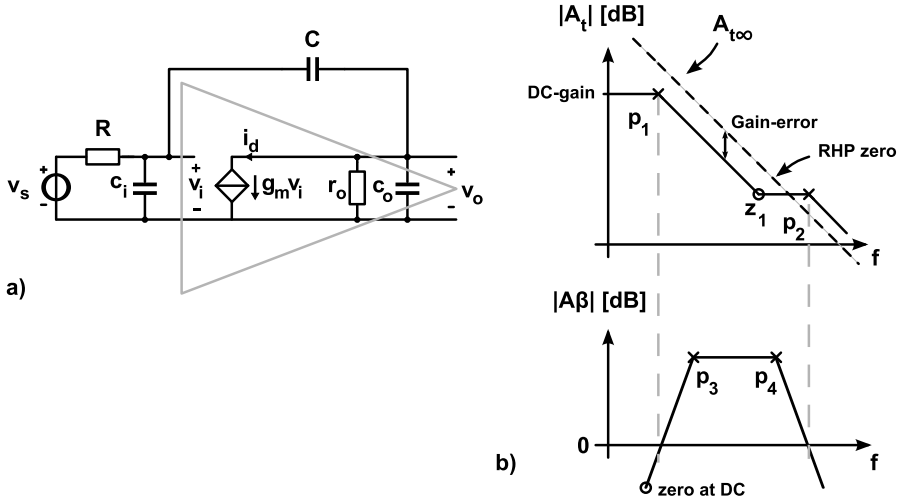 C
R
i_d
v_s
+
-
c_i
+
v_i
-
g_m v_i
r_o
c_o
+
-
v_o
a)
|A_t| [dB]
A_t∞
DC-gain
p_1
Gain-error
RHP zero
z_1
p_2
f
|Aβ| [dB]
p_3
p_4
0
f
b)
zero at DC